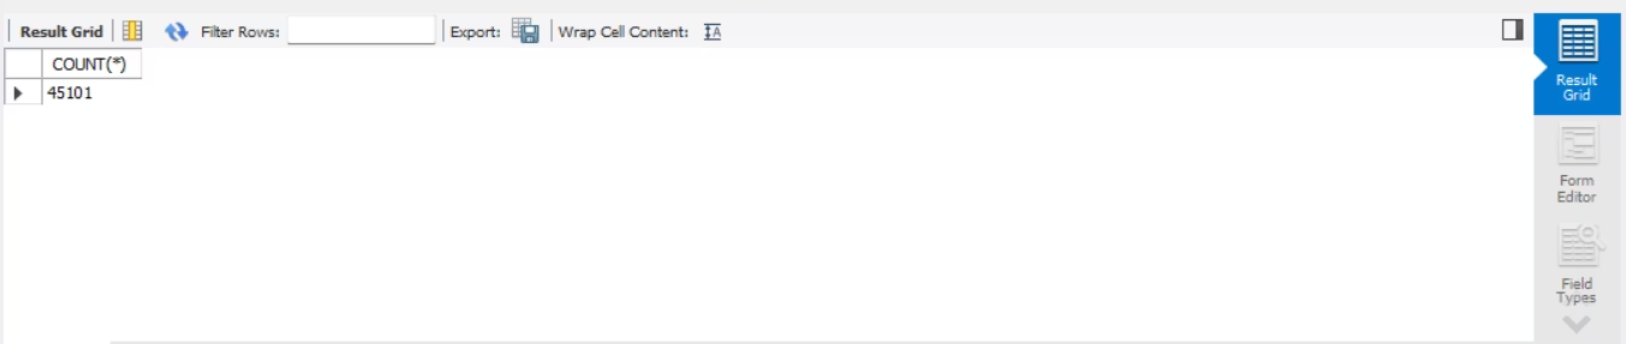 Result Grid Filter Rows: Export: Wrap Cell Content:
COUNT(*)
45101
Result
Grid
Form
Editor
Field
Types